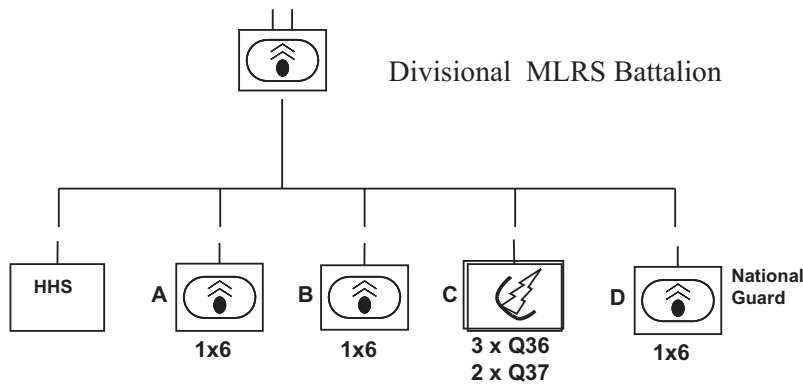 Divisional MLRS Battalion
HHS
A
1x6
B
1x6
C
3 x Q36
2 x Q37
D
1x6
National
Guard